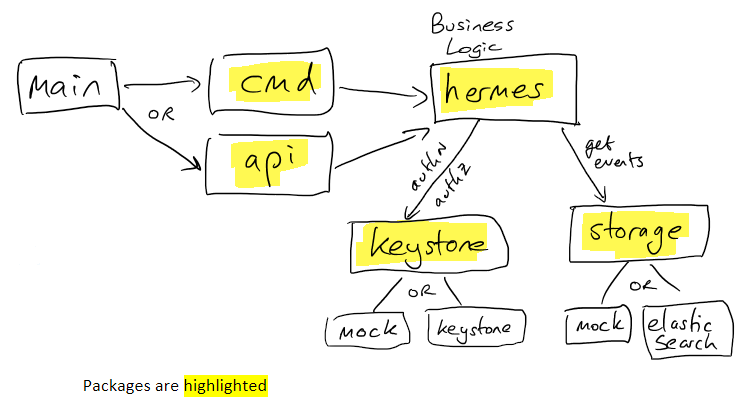 Business
Logic
main
cmd
hermes
OR
api
authN
authZ
get
events
keystone
storage
OR
OR
mock
keystone
mock
elastic
search
Packages are highlighted